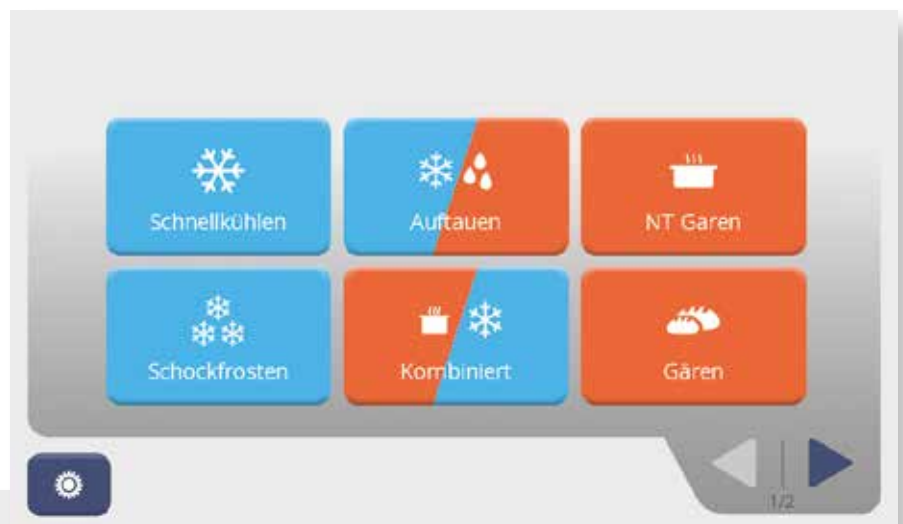 Schnellkühlen
Auftauen
NT Garen
Schockfrosten
Kombiniert
Gären
1/2